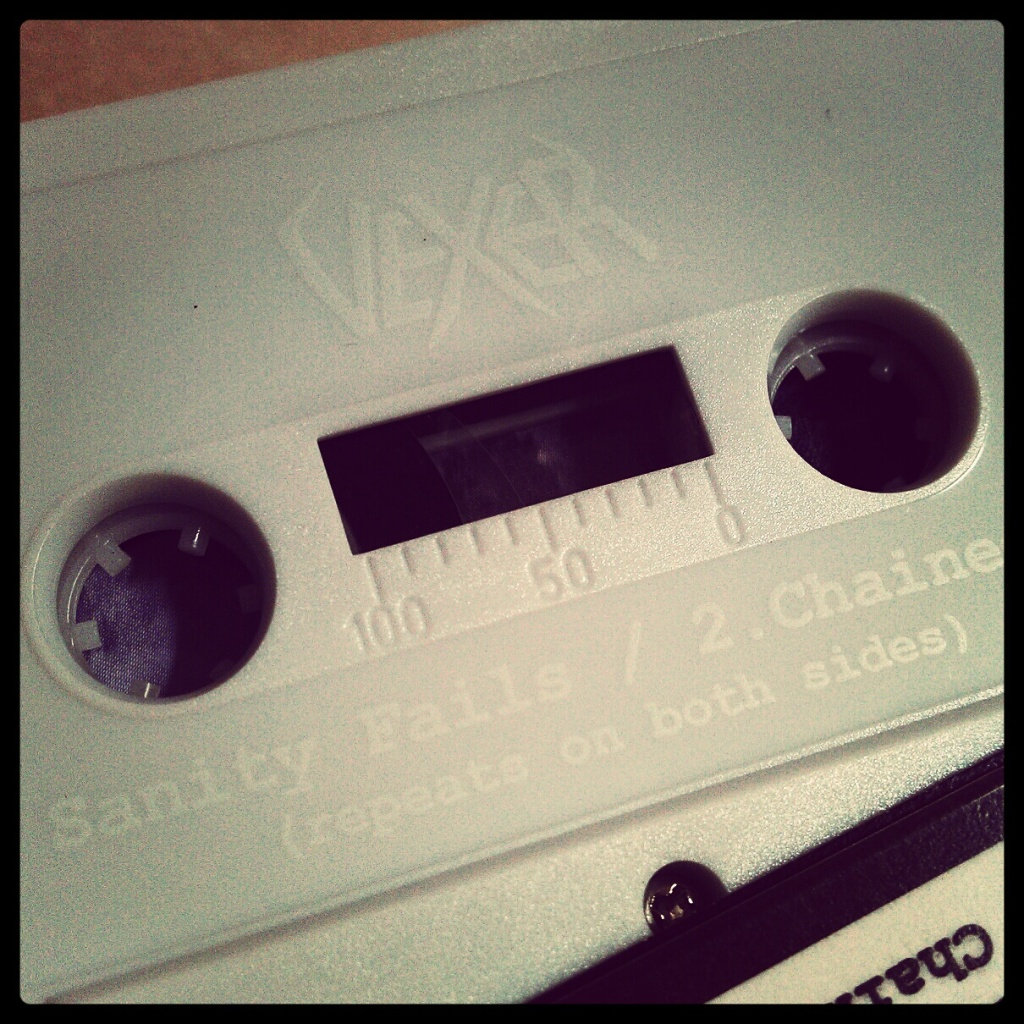 VEXER
100 50 0
Sanity Fails / 2.Chaine
(repeats on both sides)
Chai